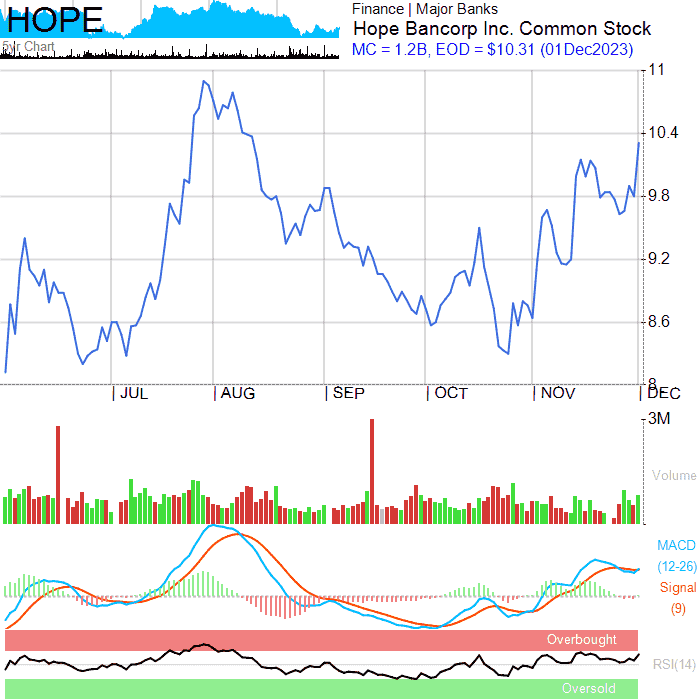 HOPE
5yr Chart
Finance | Major Banks
Hope Bancorp Inc. Common Stock
MC = 1.2B, EOD = $10.31 (01Dec2023)
11
10.4
9.8
9.2
8.6
8
| JUL | AUG | SEP | OCT | NOV | DEC
3M
Volume
MACD
(12-26)
Signal
(9)
Overbought
RSI(14)
Oversold